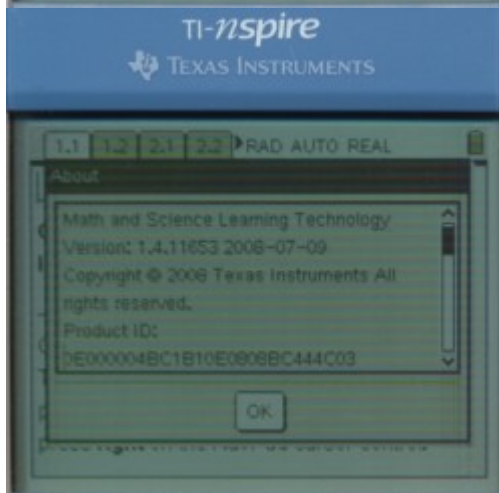 TI-nspire
TEXAS INSTRUMENTS
1.1 1.2 2.1 2.2 RAD AUTO REAL
About
Math and Science Learning Technology
Version: 1.4.11653 2008-07-09
Copyright © 2008 Texas Instruments All
rights reserved.
Product ID:
OK